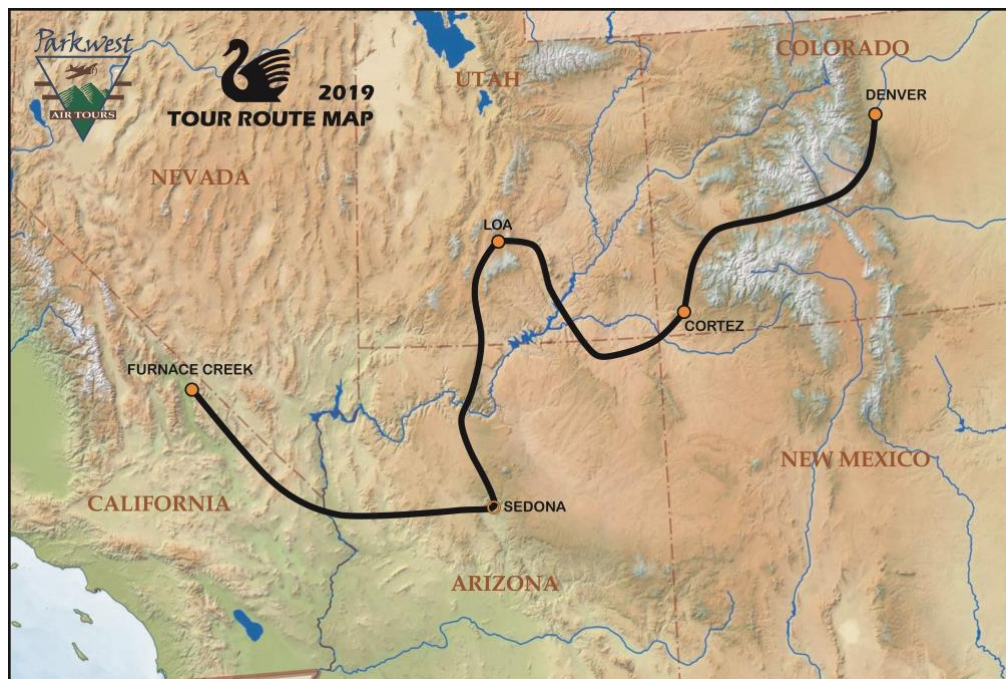 Parkwest
AIR TOURS
2019
TOUR ROUTE MAP
COLORADO
UTAH
DENVER
NEVADA
LOA
CORTEZ
FURNACE CREEK
NEW MEXICO
CALIFORNIA
SEDONA
ARIZONA